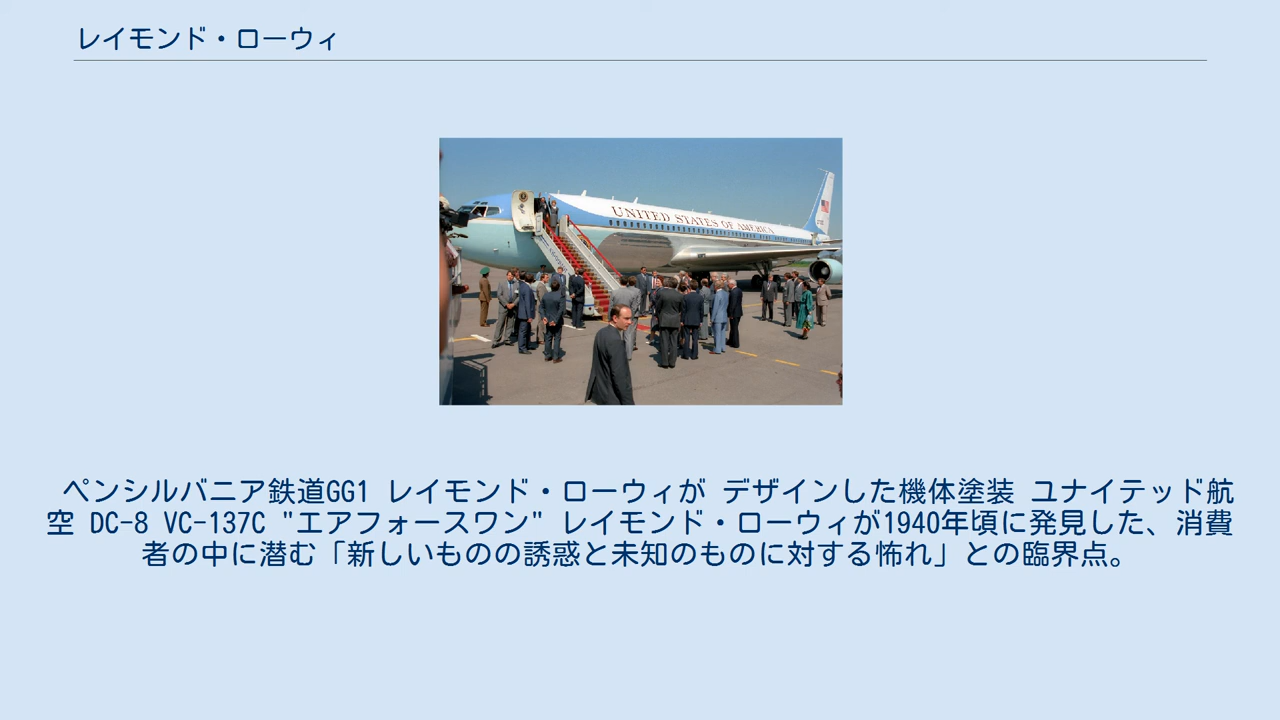 レイモンド・ローウィ
UNITED STATES OF AMERICA
ペンシルバニア鉄道GG1 レイモンド・ローウィが デザインした機体塗装 ユナイテッド航
空 DC-8 VC-137C "エアフォースワン" レイモンド・ローウィが1940年頃に発見した、消費
者の中に潜む「新しいものの誘惑と未知のものに対する怖れ」との臨界点。